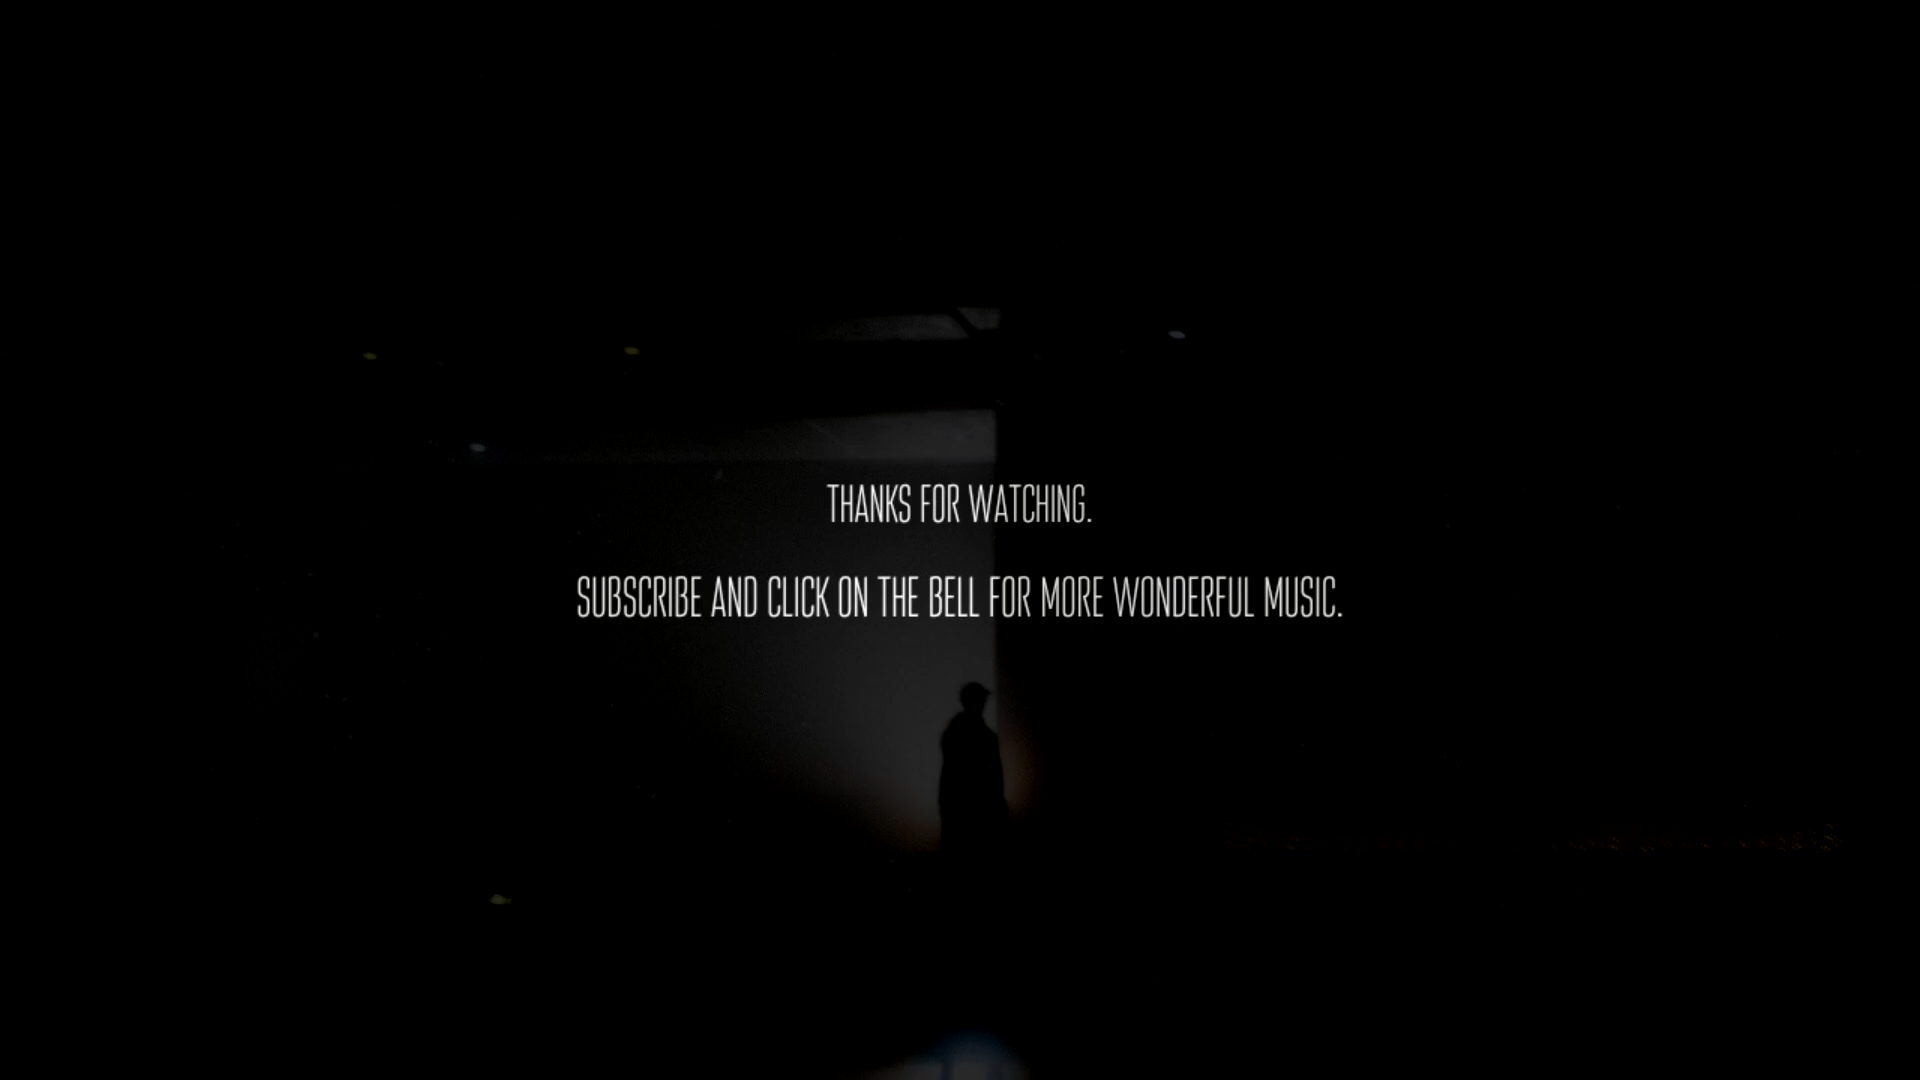 THANKS FOR WATCHING.
SUBSCRIBE AND CLICK ON THE BELL FOR MORE WONDERFUL MUSIC.